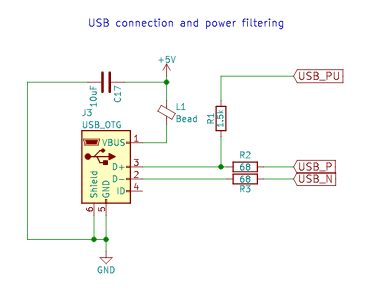 USB connection and power filtering
+5V
USB_PU
10uF
C17
L1
Bead
J3
USB_OTG
R1
1.5k
VBUS
1
R2
D+
3
68
USB_P
D-
2
68
USB_N
ID
4
R3
Shield
GND
6
5
GND